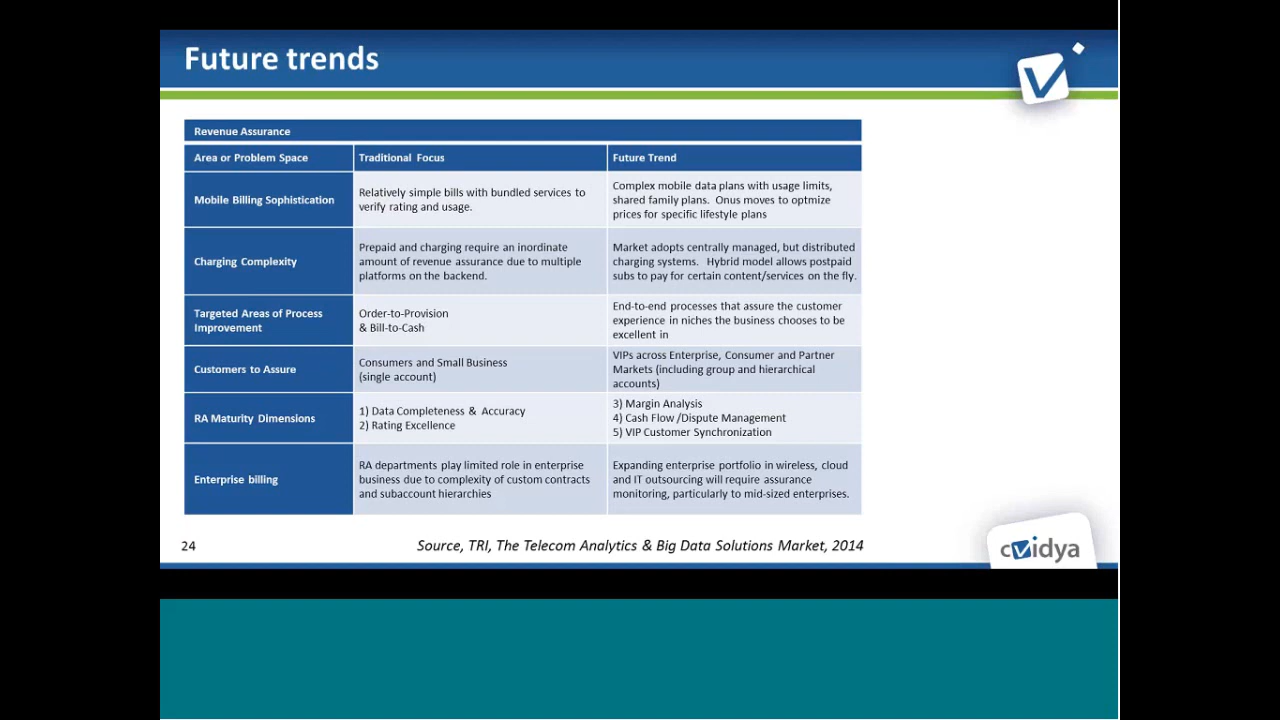 Future trends
Revenue Assurance
Area or Problem Space
Traditional Focus
Future Trend
Mobile Billing Sophistication
Relatively simple bills with bundled services to
verify rating and usage.
Complex mobile data plans with usage limits,
shared family plans. Onus moves to optmize
prices for specific lifestyle plans
Charging Complexity
Prepaid and charging require an inordinate
amount of revenue assurance due to multiple
platforms on the backend.
Market adopts centrally managed, but distributed
charging systems. Hybrid model allows postpaid
subs to pay for certain content/services on the fly.
Targeted Areas of Process
Improvement
Order-to-Provision
& Bill-to-Cash
End-to-end processes that assure the customer
experience in niches the business chooses to be
excellent in
Customers to Assure
Consumers and Small Business
(single account)
VIPs across Enterprise, Consumer and Partner
Markets (including group and hierarchical
accounts)
RA Maturity Dimensions
1) Data Completeness & Accuracy
2) Rating Excellence
3) Margin Analysis
4) Cash Flow /Dispute Management
5) VIP Customer Synchronization
Enterprise billing
RA departments play limited role in enterprise
business due to complexity of custom contracts
and subaccount hierarchies
Expanding enterprise portfolio in wireless, cloud
and IT outsourcing will require assurance
monitoring, particularly to mid-sized enterprises.
24
Source, TRI, The Telecom Analytics & Big Data Solutions Market, 2014
cvidya